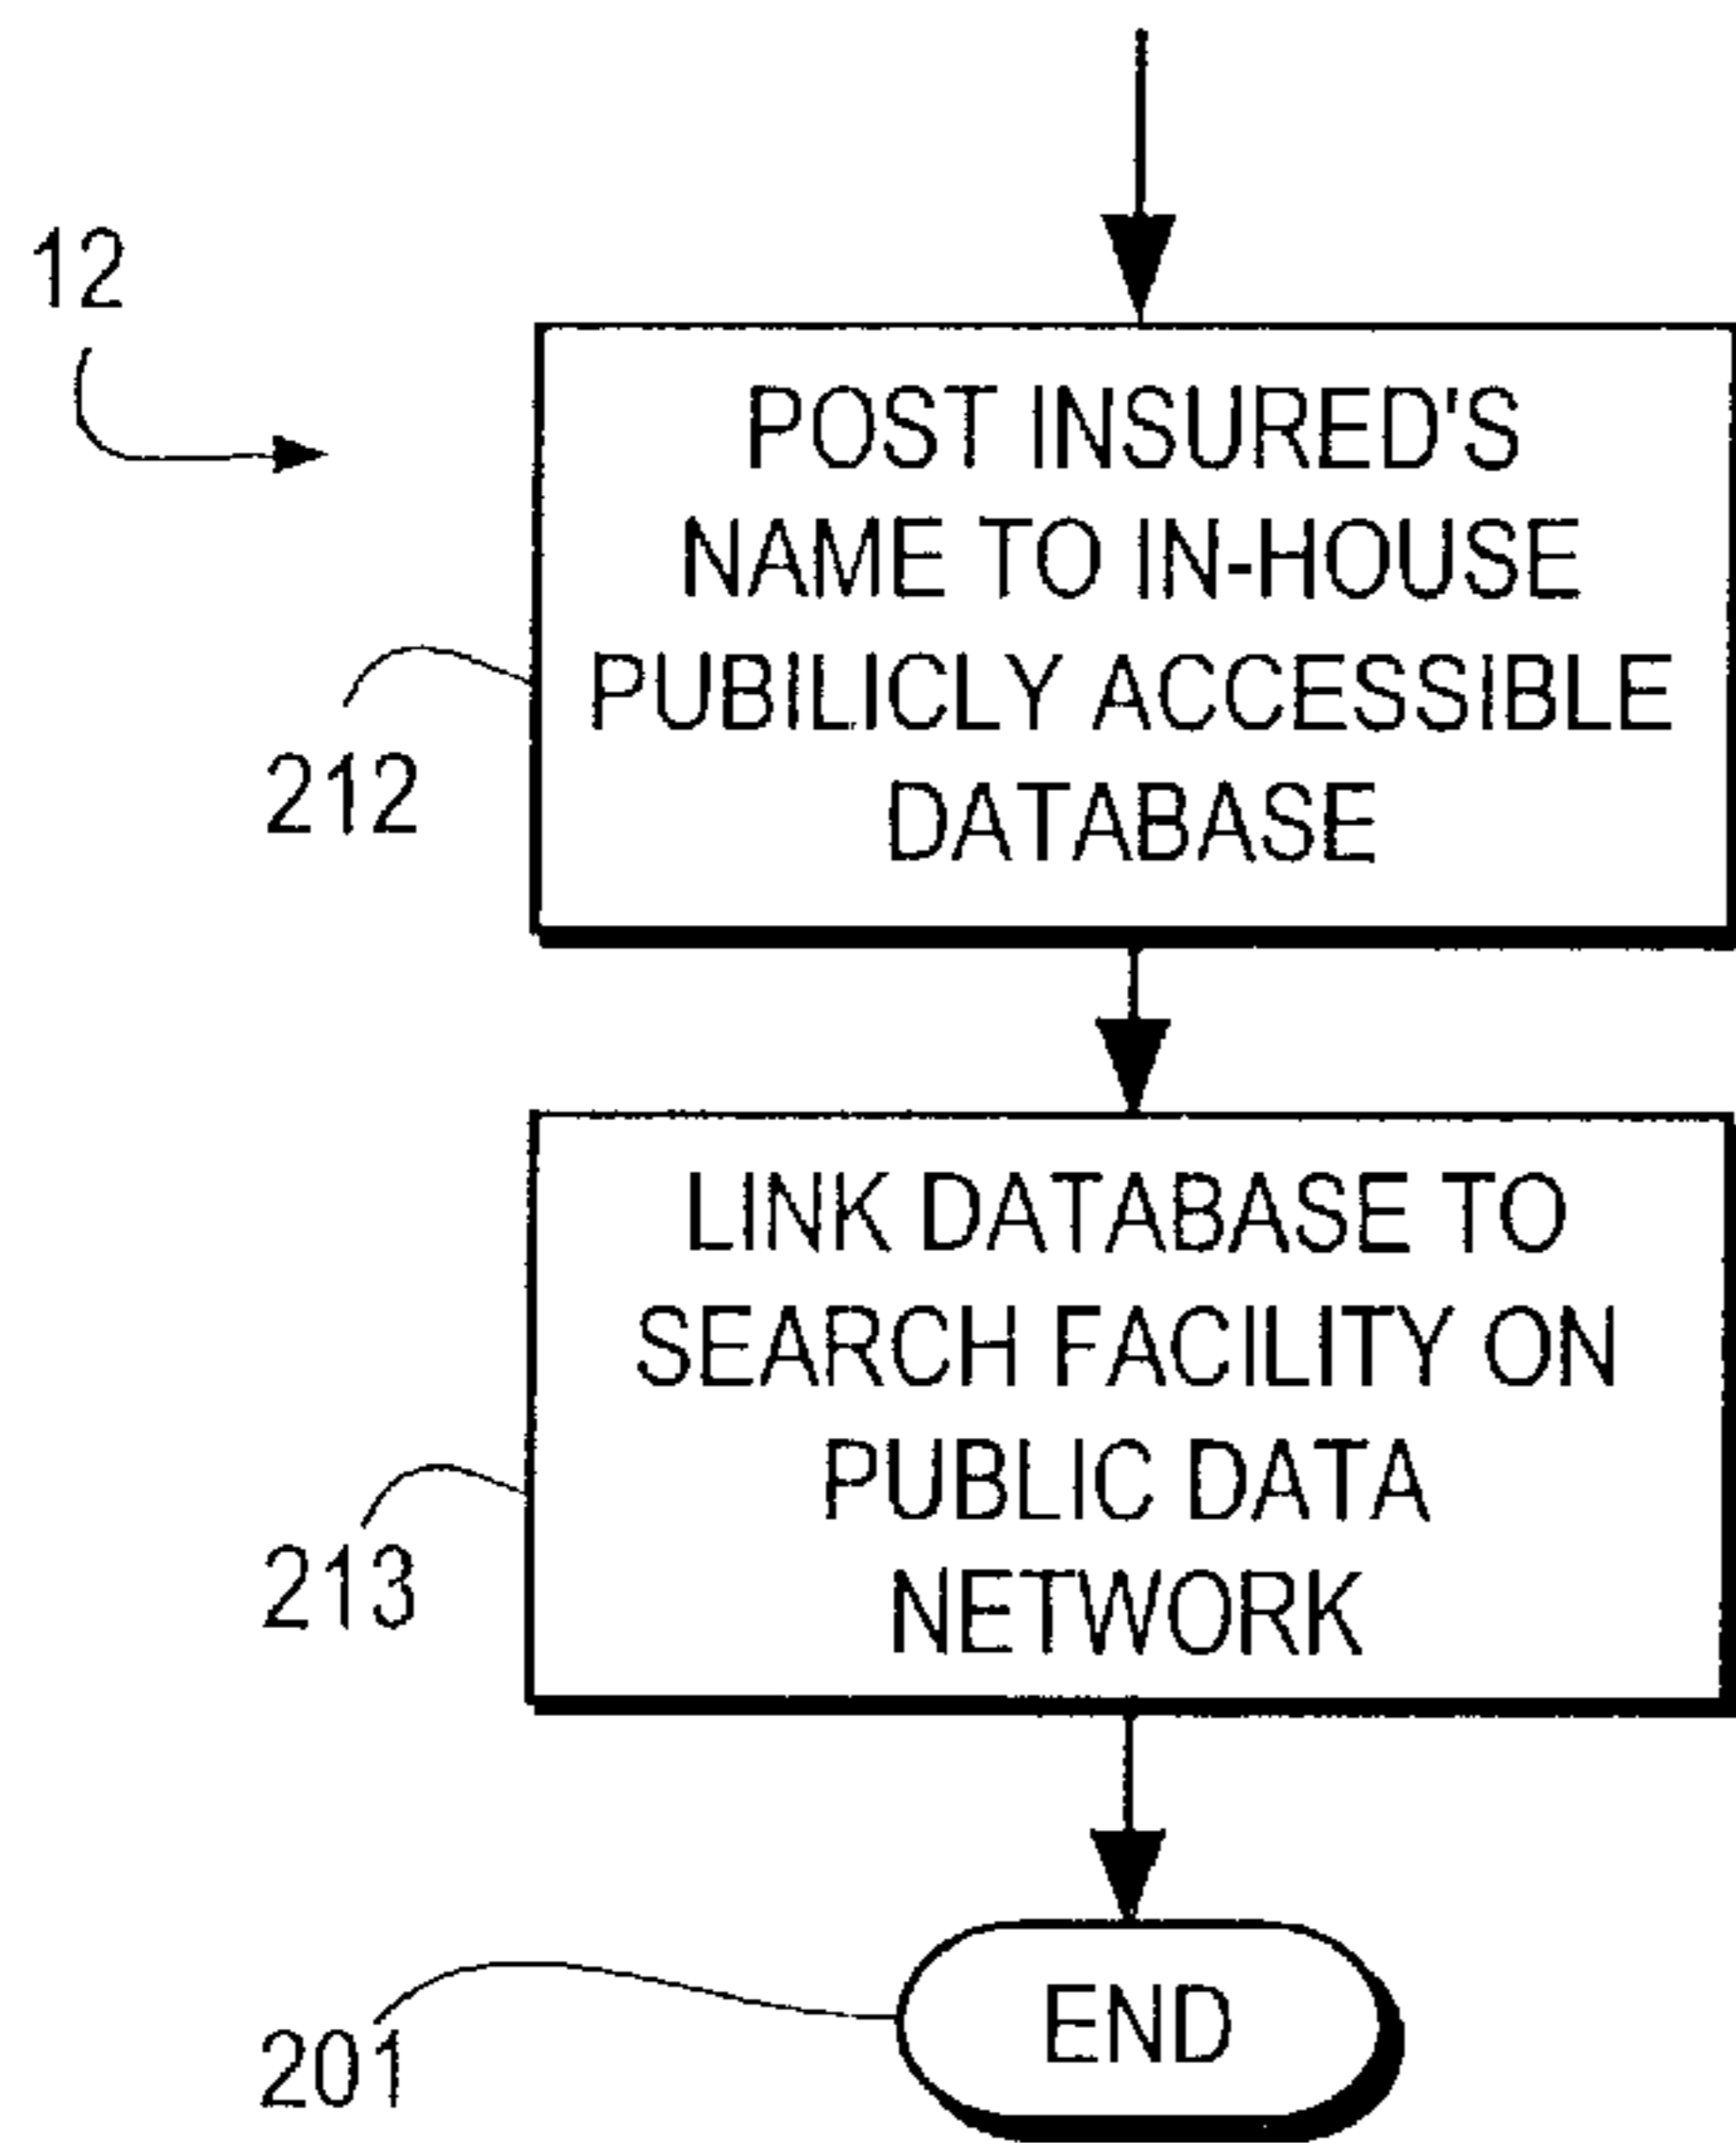 12
POST INSURED'S
NAME TO IN-HOUSE
PUBILICLY ACCESSIBLE
DATABASE
212
LINK DATABASE TO
SEARCH FACILITY ON
PUBLIC DATA
NETWORK
213
END
201